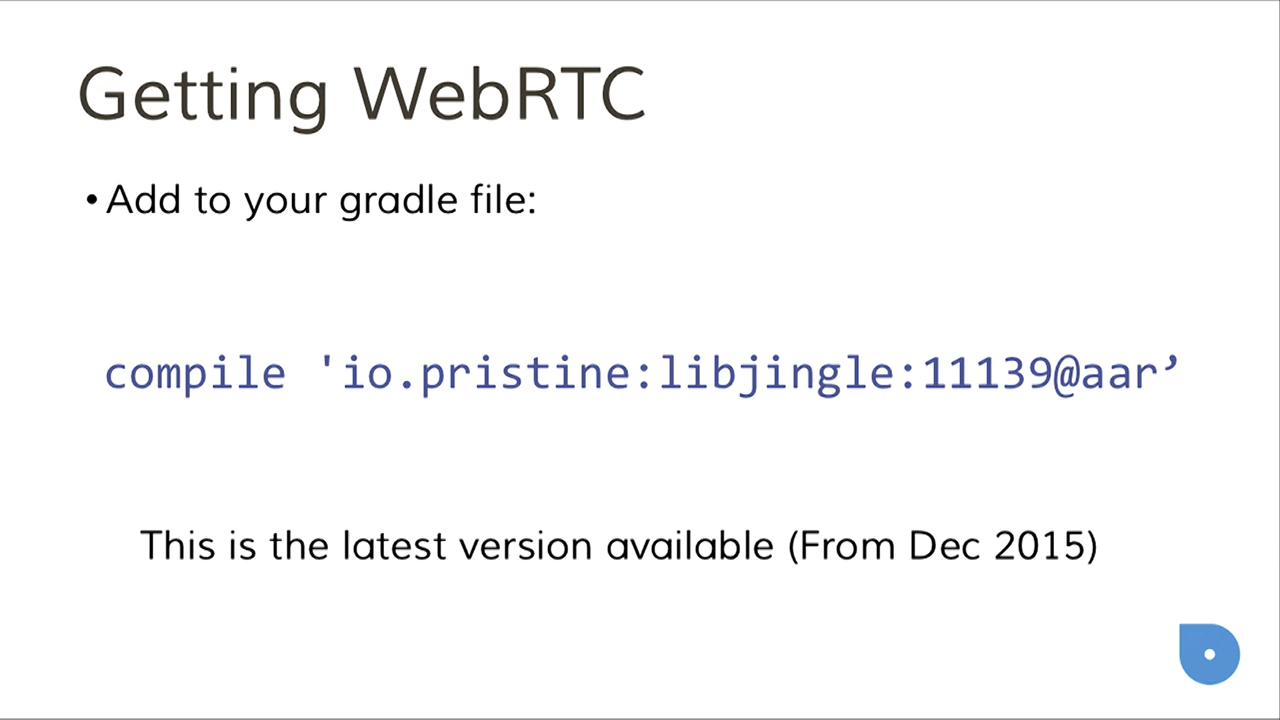 Getting WebRTC
• Add to your gradle file:
compile 'io.pristine:libjingle:11139@aar’
This is the latest version available (From Dec 2015)